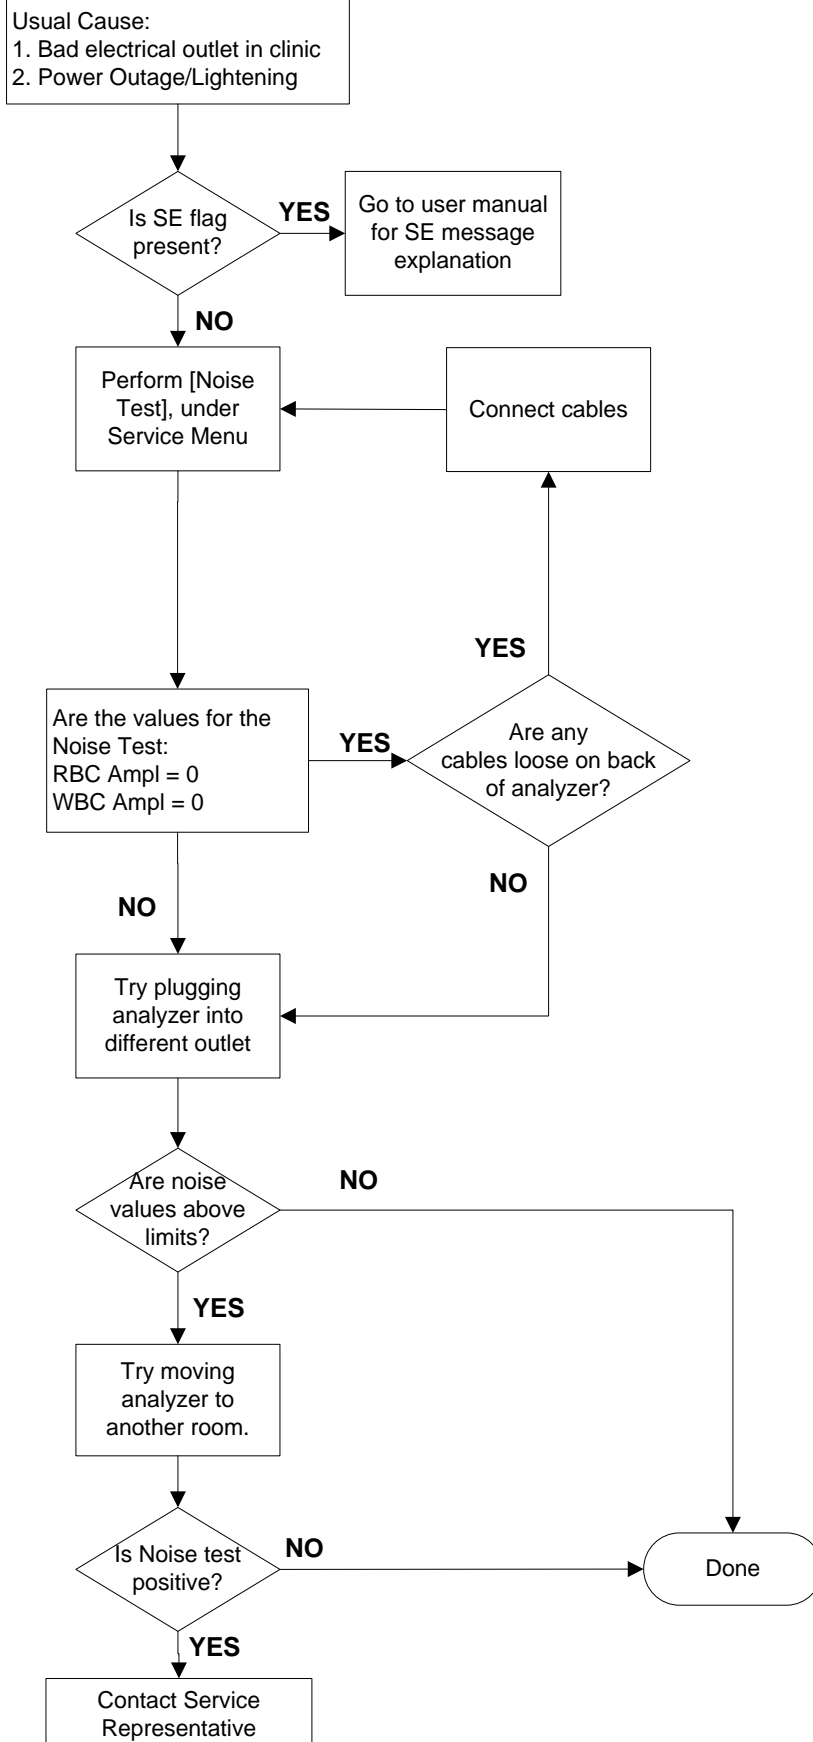 Usual Cause:
1. Bad electrical outlet in clinic
2. Power Outage/Lightening
Is SE flag
present?
YES
Go to user manual
for SE message
explanation
NO
Perform [Noise
Test], under
Service Menu
Connect cables
YES
Are the values for the
Noise Test:
RBC Ampl = 0
WBC Ampl = 0
YES
Are any
cables loose on back
of analyzer?
NO
NO
Try plugging
analyzer into
different outlet
Are noise
values above
limits?
NO
YES
Try moving
analyzer to
another room.
Is Noise test
positive?
NO
Done
YES
Contact Service
Representative